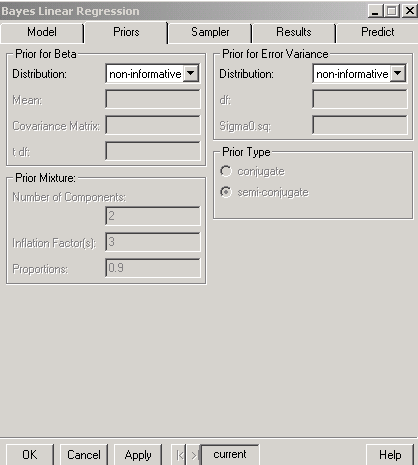 Bayes Linear Regression
Model Priors Sampler Results Predict
Prior for Beta
Distribution: non-informative
Mean:
Covariance Matrix:
t df:
Prior Mixture:
Number of Components:
2
Inflation Factor(s): 3
Proportions: 0.9
Prior for Error Variance
Distribution: non-informative
df:
Sigma0.sq:
Prior Type
conjugate
semi-conjugate
OK Cancel Apply current Help